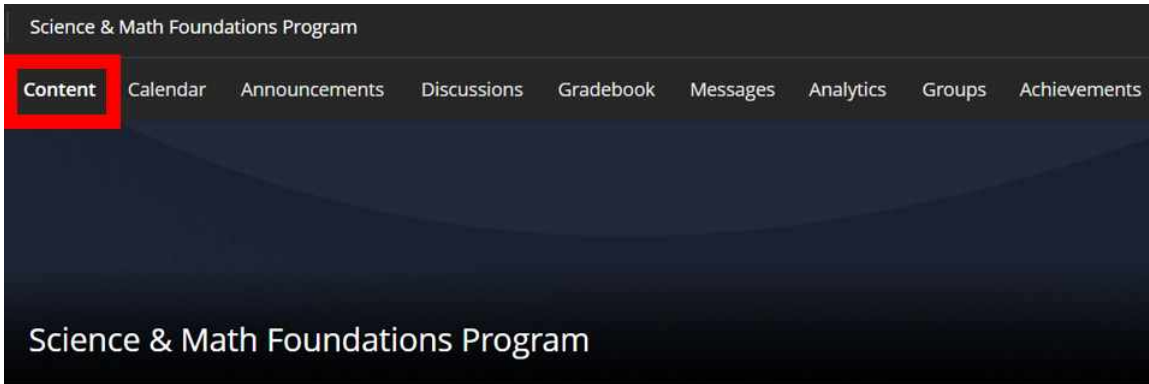 Science & Math Foundations Program
Content Calendar Announcements Discussions Gradebook Messages Analytics Groups Achievements
Science & Math Foundations Program